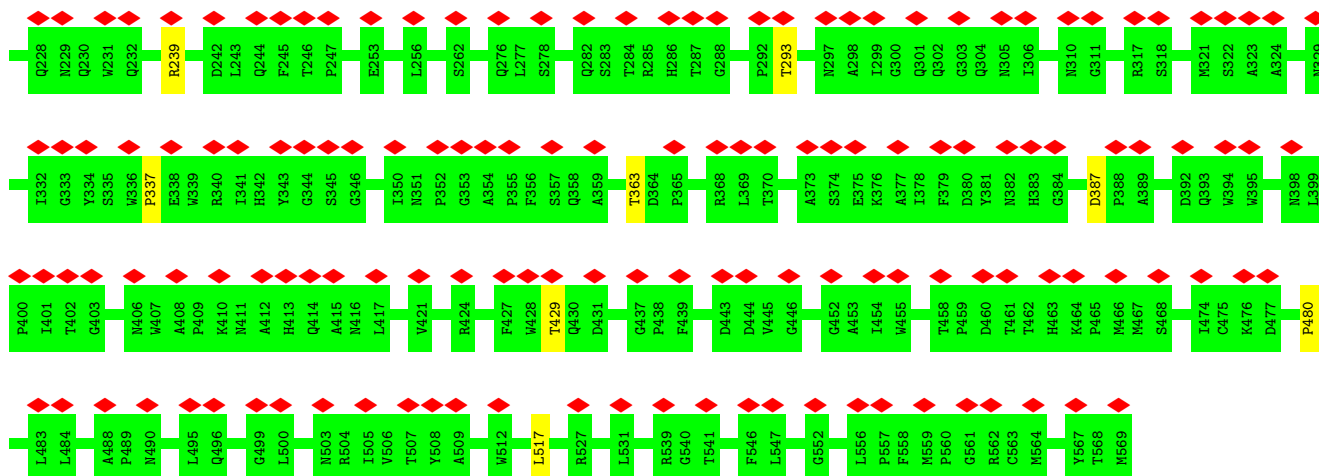 Q228 N229 Q230 W231 Q232 R239 D242 L243 Q244 F245 T246 P247 E253 L256 S262 Q276 L277 S278 Q282 S283 T284 R285 H286 T287 G288 P292 T293 N297 A298 I299 G300 Q301 Q302 G303 Q304 N305 I306 N310 G311 R317 S318 M321 S322 A323 A324 N329
I332 G333 Y334 S335 W336 P337 E338 W339 R340 I341 H342 Y343 G344 S345 G346 I350 N351 P352 G353 A354 P355 F356 S357 Q358 A359 T363 D364 P365 R368 L369 T370 A373 S374 E375 K376 A377 I378 F379 D380 Y381 N382 H383 G384 D387 P388 A389 D392 Q393 W394 W395 N398 L399
P400 I401 T402 G403 N406 W407 A408 P409 K410 N411 A412 H413 Q414 A415 N416 L417 V421 R424 F427 W428 T429 Q430 D431 G437 P438 F439 D443 D444 V445 G446 G452 A453 I454 W455 T458 P459 D460 T461 T462 H463 K464 P465 M466 M467 S468 I474 C475 K476 D477 P480
L483 L484 A488 P489 N490 L495 Q496 G499 L500 N503 R504 I505 V506 T507 Y508 A509 W512 L517 R527 L531 R539 G540 T541 F546 L547 G552 L556 P557 F558 M559 P560 G561 R562 C563 M564 Y567 T568 M569